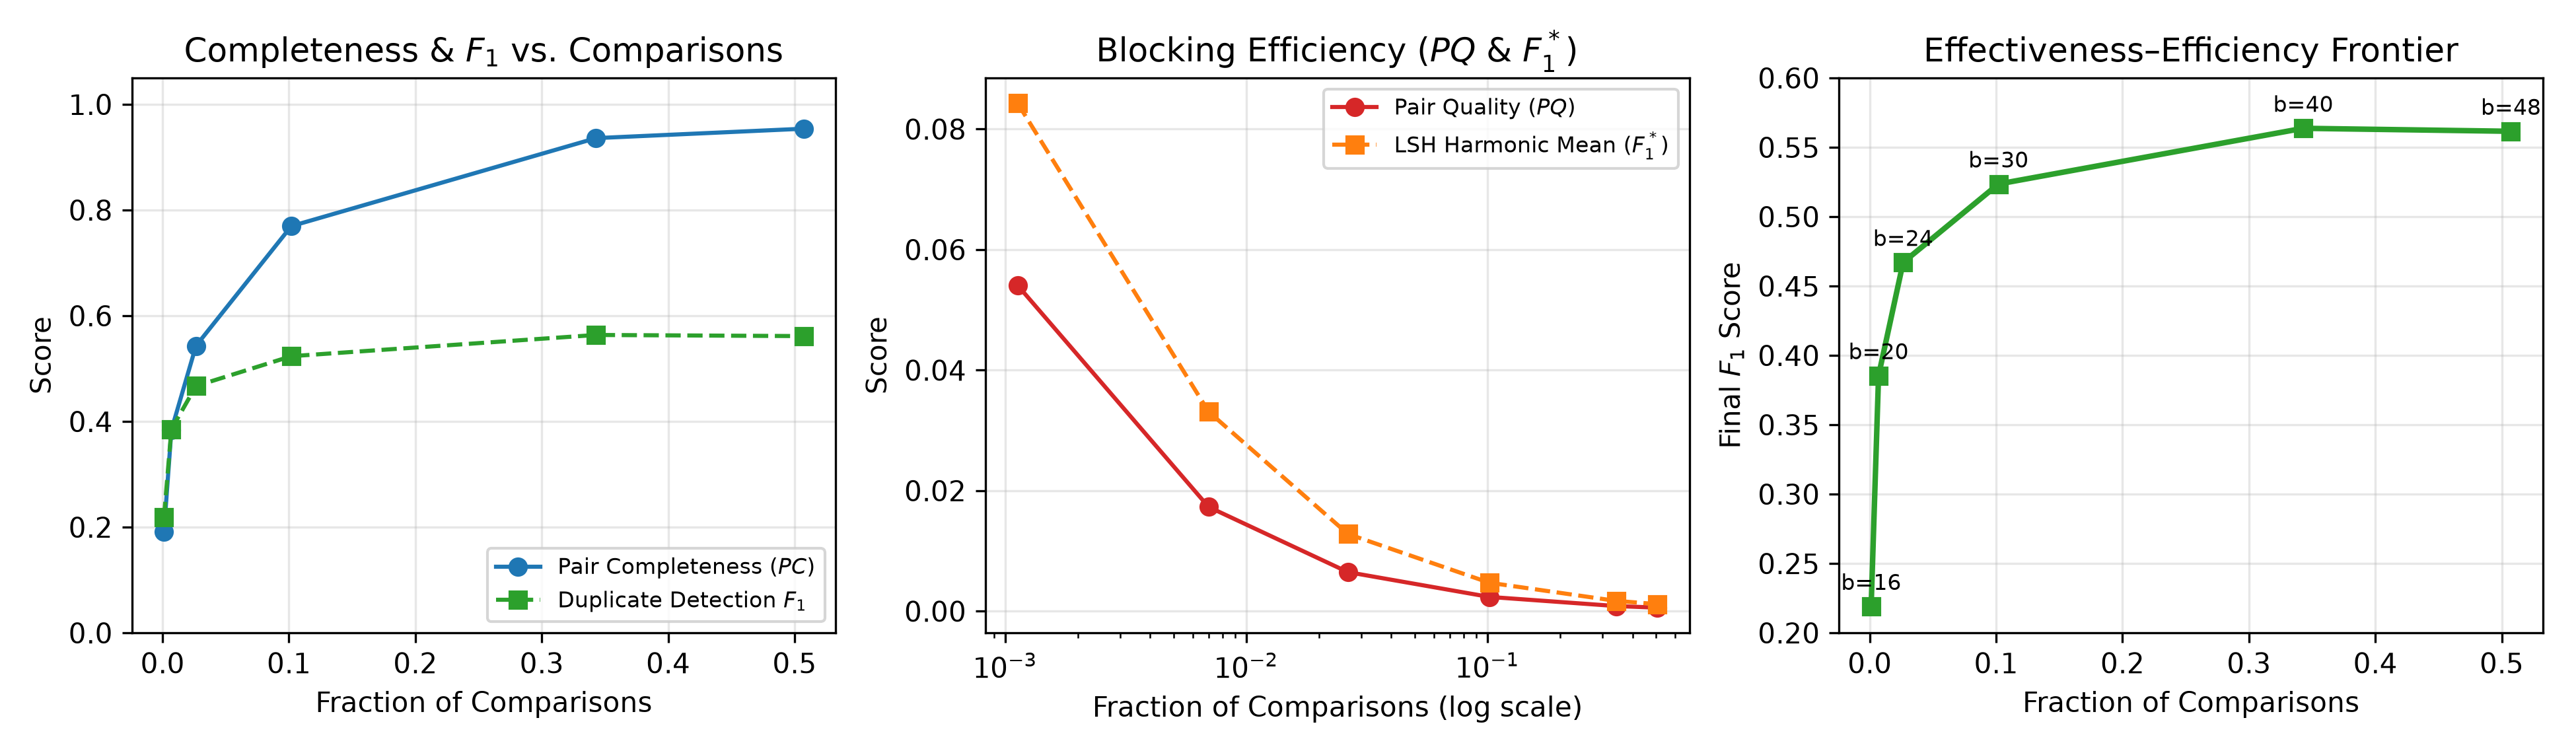 Completeness & F₁ vs. Comparisons
Score
1.0
0.8
0.6
0.4
0.2
0.0
0.0 0.1 0.2 0.3 0.4 0.5
Fraction of Comparisons
Pair Completeness (PC)
Duplicate Detection F₁
Blocking Efficiency (PQ & F₁*)
Score
0.08
0.06
0.04
0.02
0.00
10⁻³ 10⁻² 10⁻¹
Fraction of Comparisons (log scale)
Pair Quality (PQ)
LSH Harmonic Mean (F₁*)
Effectiveness–Efficiency Frontier
Final F₁ Score
0.60
0.55
0.50
0.45
0.40
0.35
0.30
0.25
0.20
0.0 0.1 0.2 0.3 0.4 0.5
Fraction of Comparisons
b=16
b=20
b=24
b=30
b=40
b=48